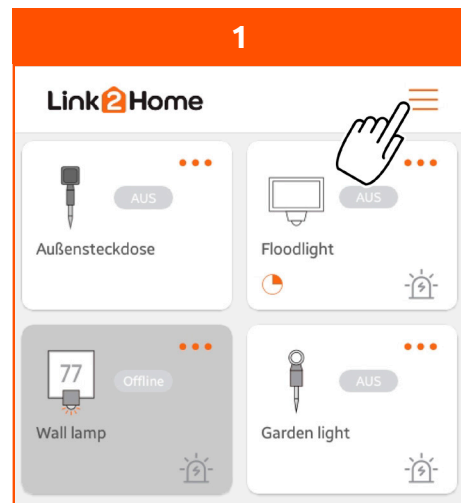 1
Link2Home
AUS
Außensteckdose
AUS
Floodlight
77
Offline
Wall lamp
AUS
Garden light